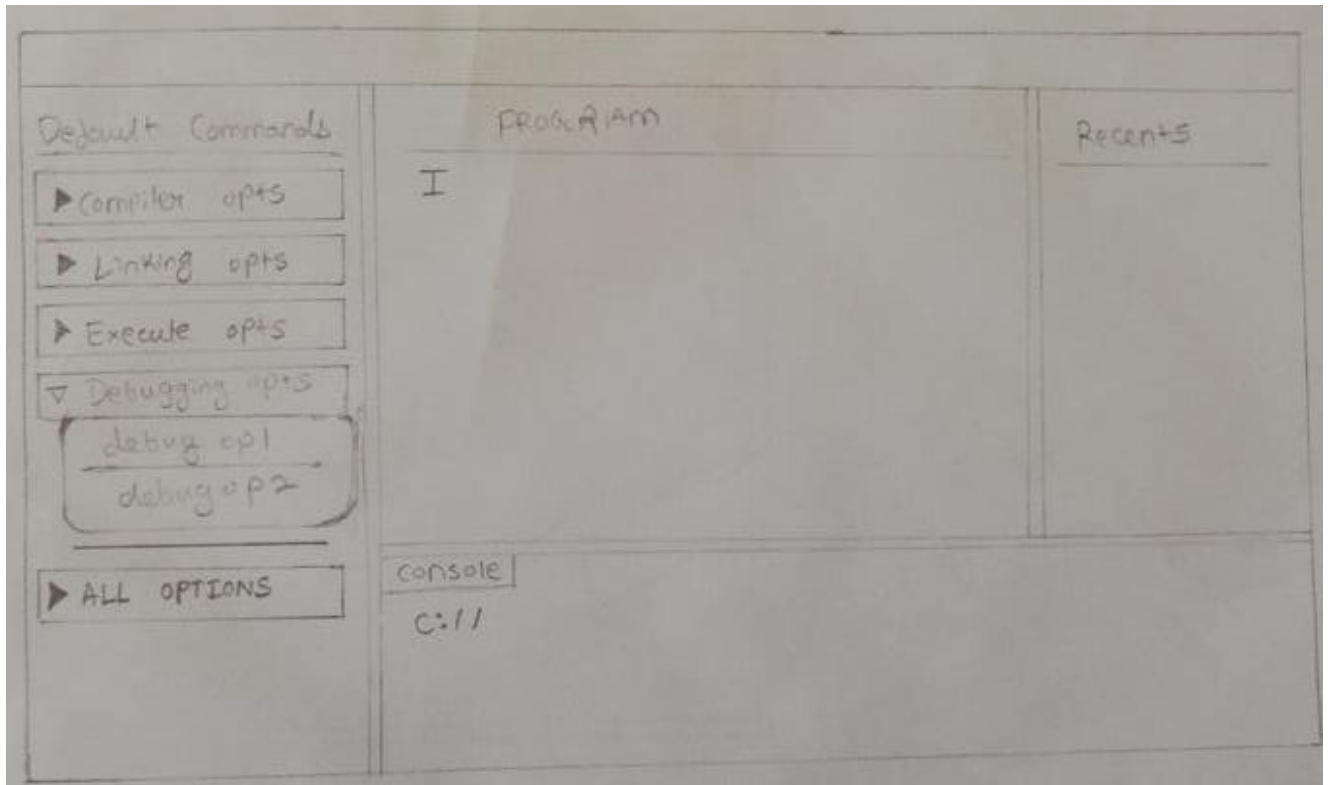 Default Commands
▶ Compiler opts
▶ Linking opts
▶ Execute opts
▽ Debugging opts
debug op1
debug op2
▶ ALL OPTIONS
PROGRAM
I
Recents
console
C://